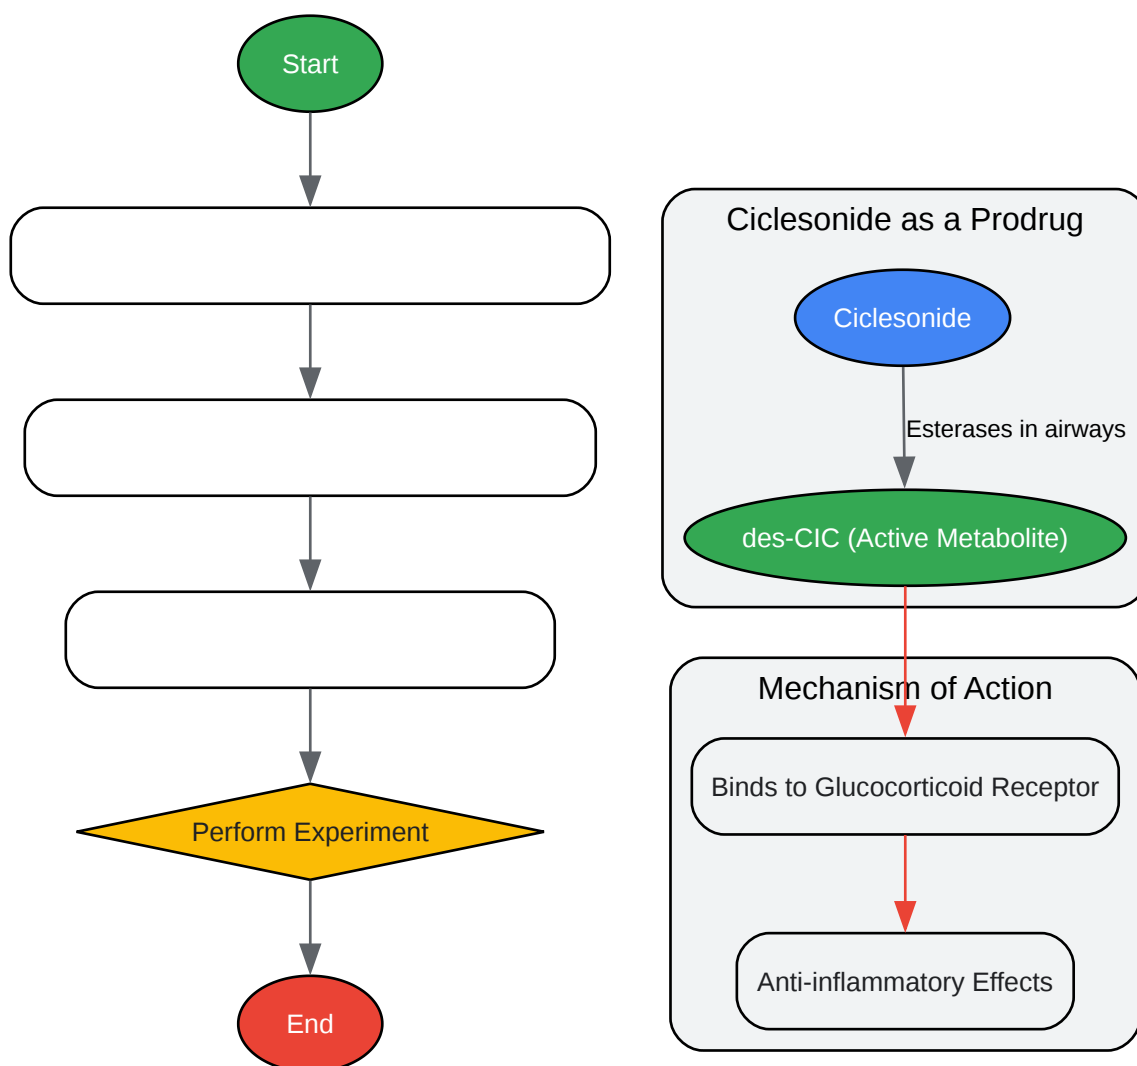 Start
Perform Experiment
End
Ciclesonide as a Prodrug
Ciclesonide
Esterases in airways
des-CIC (Active Metabolite)
Mechanism of Action
Binds to Glucocorticoid Receptor
Anti-inflammatory Effects